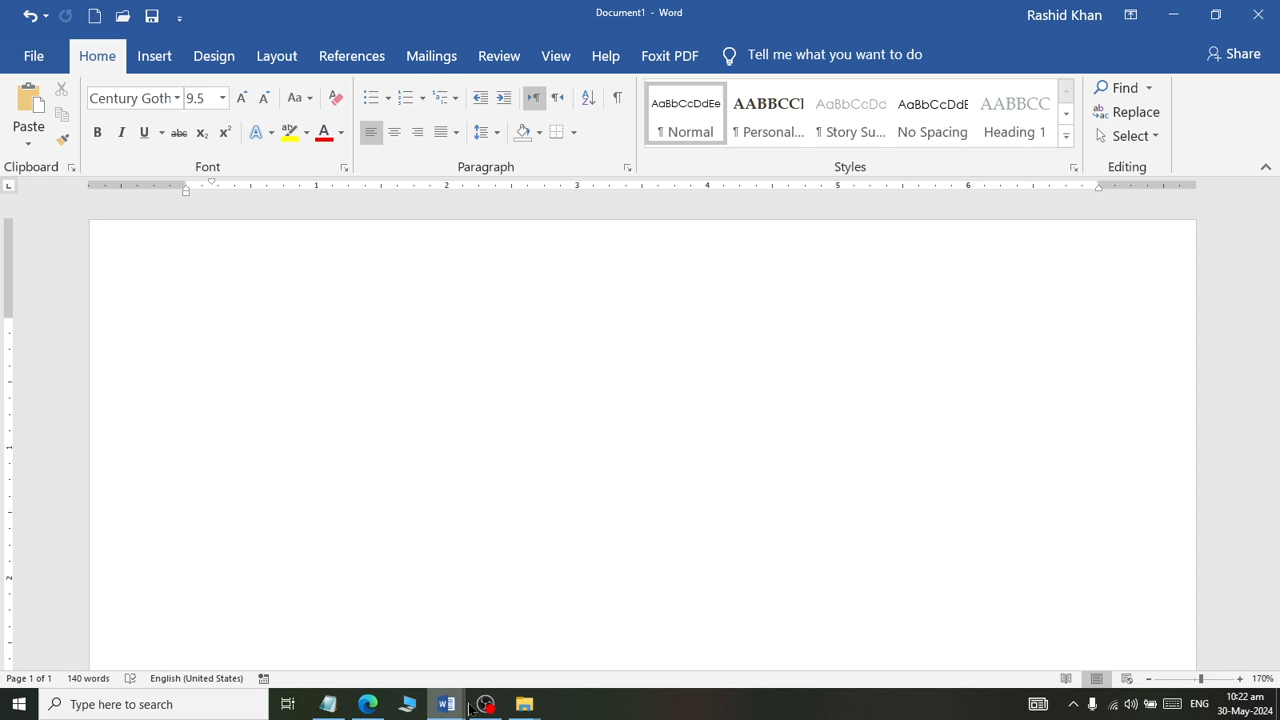 Document1 - Word
Rashid Khan
File Home Insert Design Layout References Mailings Review View Help Foxit PDF Tell me what you want to do Share
Paste
Century Goth 9.5
Aa
B I U abc X₂ X²
A
AaBbCcDdEe AABBCCI AaBbCcDd AaBbCcDdE AABBCC
¶ Normal ¶ Personal... ¶ Story Su... No Spacing Heading 1
Find
Replace
Select
Clipboard Font Paragraph Styles Editing
1 2 3 4 5 6
1
2
Page 1 of 1 140 words English (United States) 170%
Type here to search
ENG
10:22 am
30-May-2024